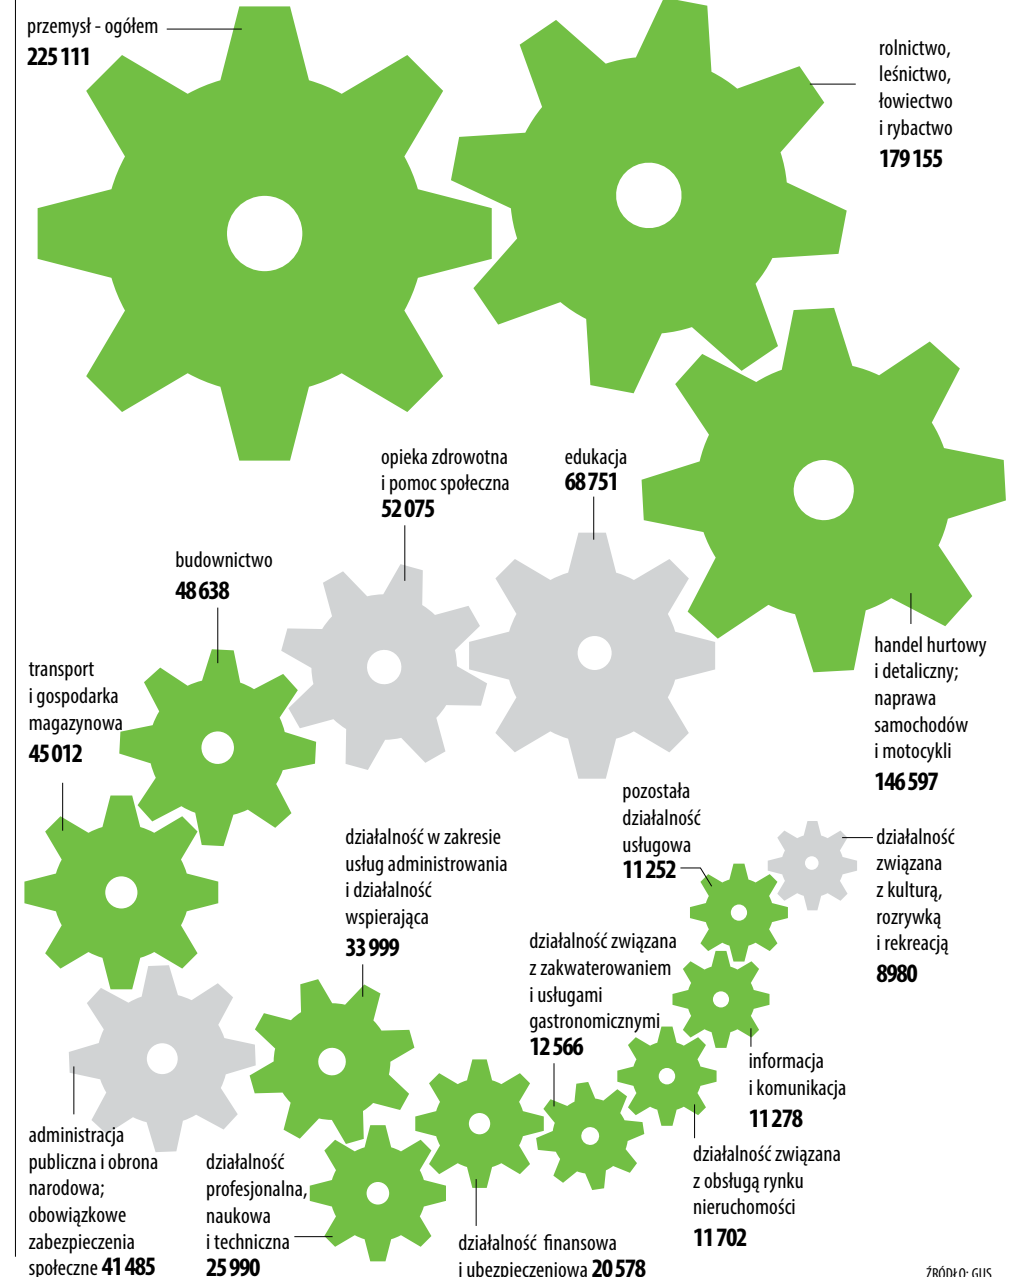 przemysł - ogółem
225 111
rolnictwo,
leśnictwo,
łowiectwo
i rybactwo
179 155
opieka zdrowotna
i pomoc społeczna
52 075
edukacja
68 751
budownictwo
48 638
handel hurtowy
i detaliczny;
naprawa
samochodów
i motocykli
146 597
transport
i gospodarka
magazynowa
45 012
pozostała
działalność
usługowa
11 252
działalność
związana
z kulturą,
rozrywką
i rekreacją
8980
działalność w zakresie
usług administrowania
i działalność
wspierająca
33 999
działalność związana
z zakwaterowaniem
i usługami
gastronomicznymi
12 566
informacja
i komunikacja
11 278
administracja
publiczna i obrona
narodowa;
obowiązkowe
zabezpieczenia
społeczne 41 485
działalność
profesjonalna,
naukowa
i techniczna
25 990
działalność finansowa
i ubezpieczeniowa 20 578
działalność związana
z obsługą rynku
nieruchomości
11 702
ŹRÓDŁO: GUS